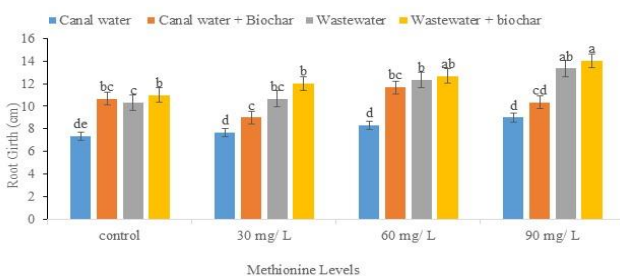 Canal water Canal water + Biochar Wastewater Wastewater + biochar
16
14
12
10
8
6
4
2
0
Root Girth (cm)
de bc c b
d c bc b
d bc b ab
d cd ab a
control 30 mg/ L 60 mg/ L 90 mg/ L
Methionine Levels